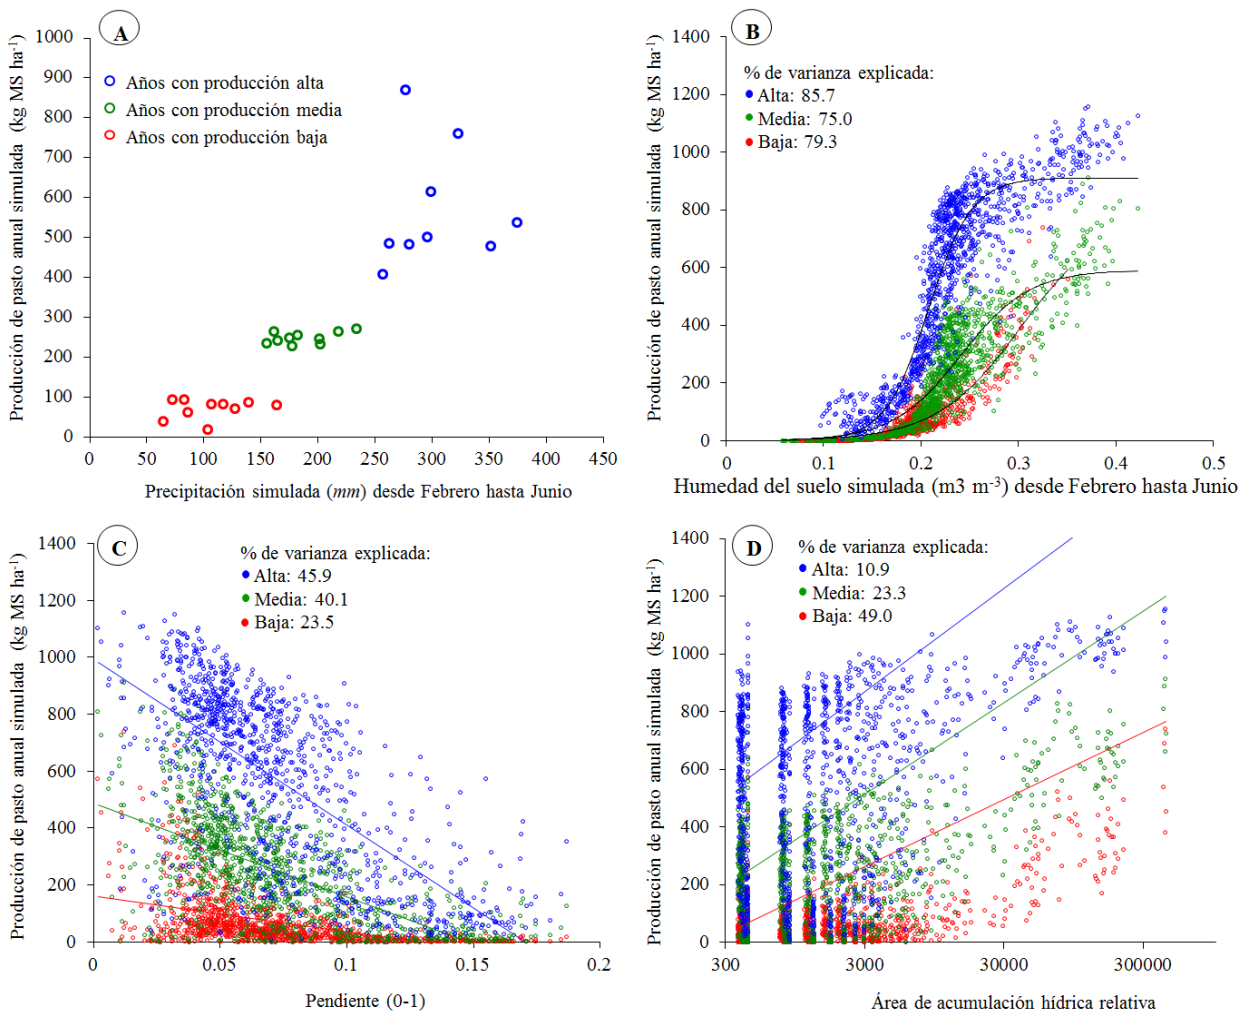 A
Producción de pasto anual simulada (kg MS ha-1)
1000
900
800
700
600
500
400
300
200
100
0
Años con producción alta
Años con producción media
Años con producción baja
0 50 100 150 200 250 300 350 400 450
Precipitación simulada (mm) desde Febrero hasta Junio
B
Producción de pasto anual simulada (kg MS ha-1)
1400
1200
1000
800
600
400
200
0
% de varianza explicada:
Alta: 85.7
Media: 75.0
Baja: 79.3
0 0.1 0.2 0.3 0.4 0.5
Humedad del suelo simulada (m3 m-3) desde Febrero hasta Junio
C
Producción de pasto anual simulada (kg MS ha-1)
1400
1200
1000
800
600
400
200
0
% de varianza explicada:
Alta: 45.9
Media: 40.1
Baja: 23.5
0 0.05 0.1 0.15 0.2
Pendiente (0-1)
D
Producción de pasto anual simulada (kg MS ha-1)
1400
1200
1000
800
600
400
200
0
% de varianza explicada:
Alta: 10.9
Media: 23.3
Baja: 49.0
300 3000 30000 300000
Área de acumulación hídrica relativa